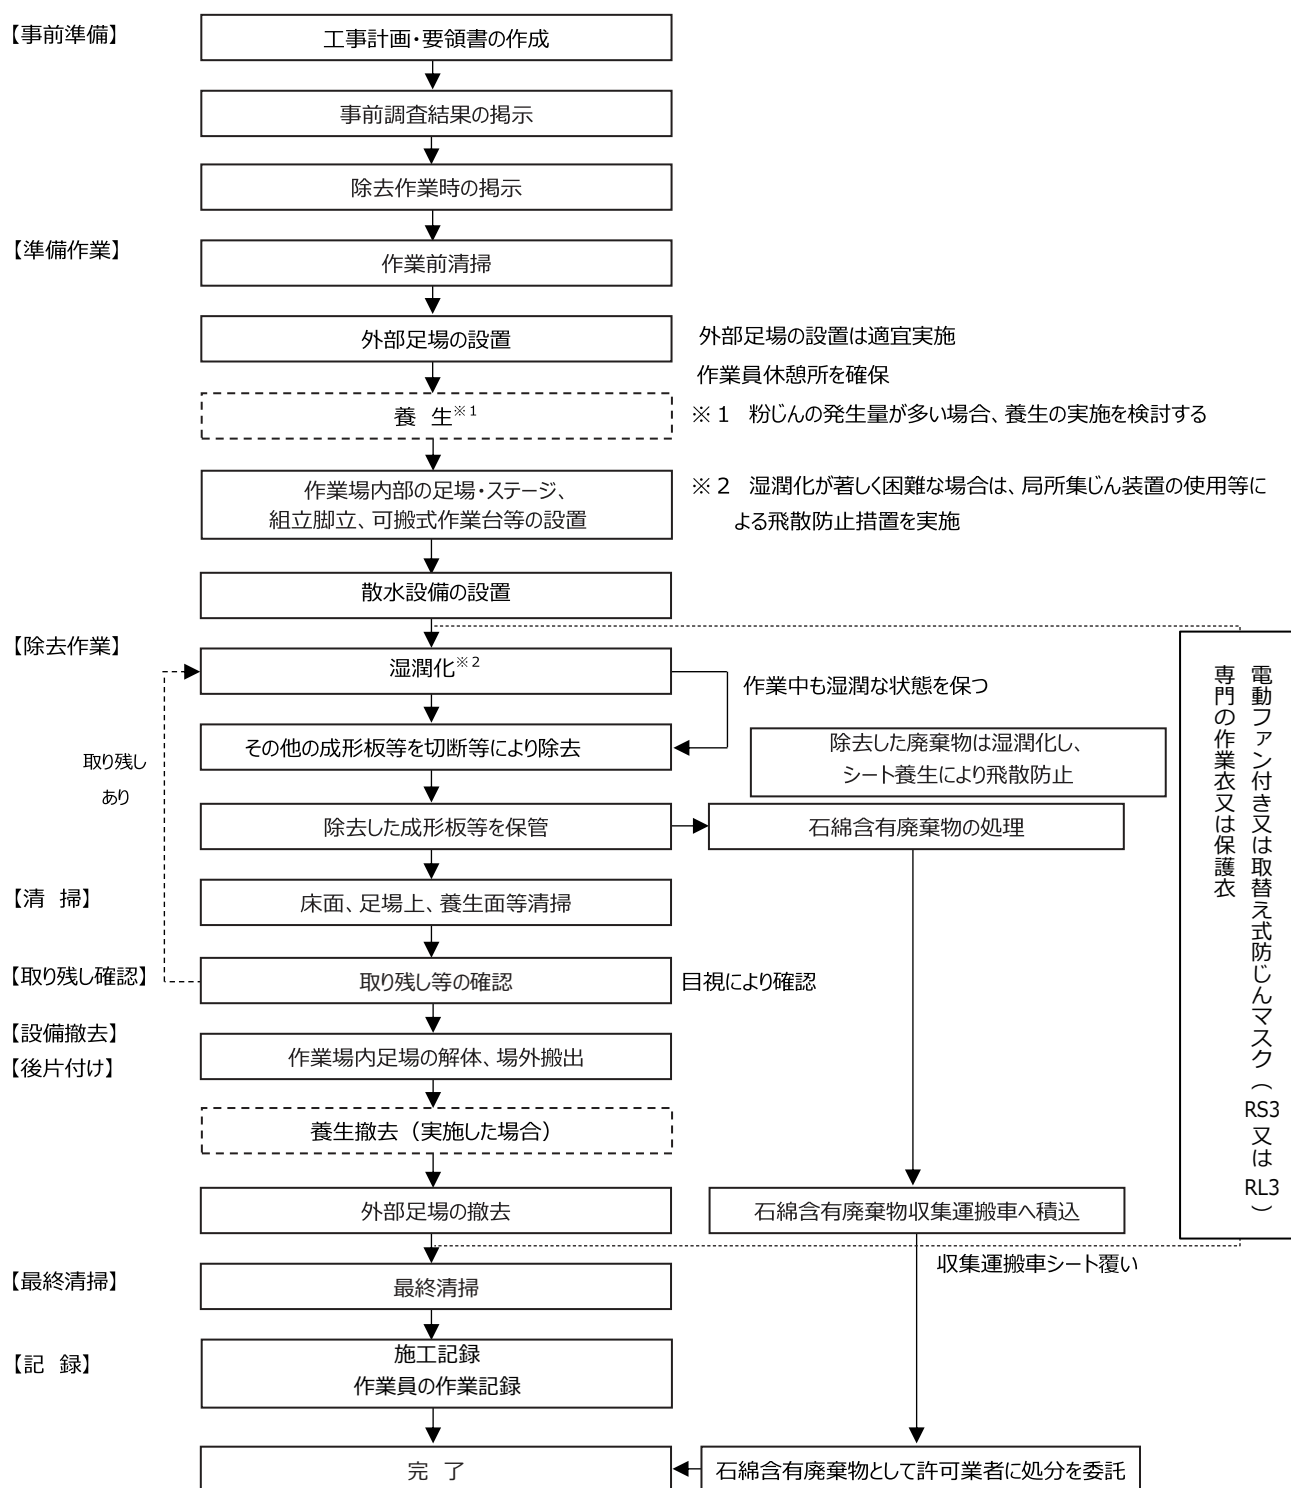 【事前準備】
工事計画・要領書の作成
事前調査結果の掲示
除去作業時の掲示
【準備作業】
作業前清掃
外部足場の設置
外部足場の設置は適宜実施
作業員休憩所を確保
養 生※1
※1 粉じんの発生量が多い場合、養生の実施を検討する
作業場内部の足場・ステージ、
組立脚立、可搬式作業台等の設置
※2 湿潤化が著しく困難な場合は、局所集じん装置の使用等に
よる飛散防止措置を実施
散水設備の設置
【除去作業】
湿潤化※2
作業中も湿潤な状態を保つ
その他の成形板等を切断等により除去
除去した廃棄物は湿潤化し、
シート養生により飛散防止
取り残し
あり
除去した成形板等を保管
石綿含有廃棄物の処理
電動ファン付き又は取替え式防じんマスク(RS3又はRL3)
専門の作業衣又は保護衣
【清 掃】
床面、足場上、養生面等清掃
【取り残し確認】
取り残し等の確認
目視により確認
【設備撤去】
【後片付け】
作業場内足場の解体、場外搬出
養生撤去(実施した場合)
外部足場の撤去
石綿含有廃棄物収集運搬車へ積込
収集運搬車シート覆い
【最終清掃】
最終清掃
【記 録】
施工記録
作業員の作業記録
完 了
石綿含有廃棄物として許可業者に処分を委託